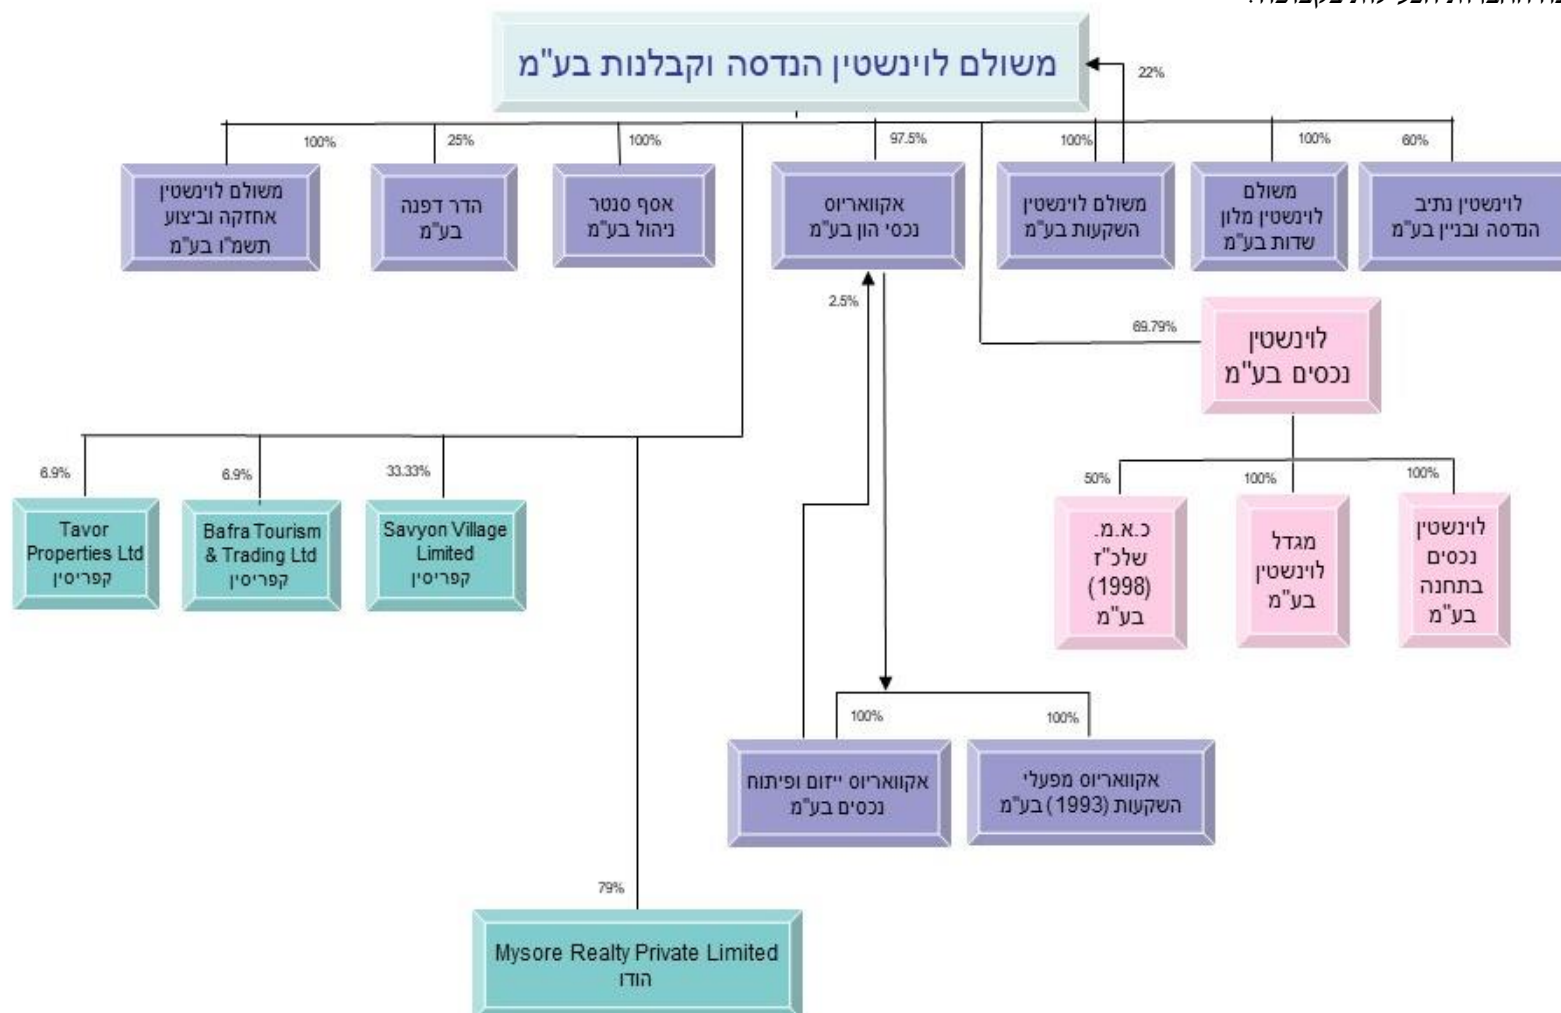 משולם לוינשטין הנדסה וקבלנות בע"מ
22%
100%
25%
100%
97.5%
100%
100%
60%
משולם לוינשטין
אחזקה וביצוע
תשמ"ו בע"מ
הדר דפנה
בע"מ
אסף סנטר
ניהול בע"מ
אקוואריוס
נכסי הון בע"מ
משולם לוינשטין
השקעות בע"מ
משולם
לוינשטין מלון
שדות בע"מ
לוינשטין נתיב
הנדסה ובניין בע"מ
2.5%
69.79%
לוינשטין
נכסים בע"מ
6.9%
6.9%
33.33%
50%
100%
100%
Tavor
Properties Ltd
קפריסין
Bafra Tourism
& Trading Ltd
קפריסין
Savyon Village
Limited
קפריסין
כ.א.מ.
שלכ"ז
(1998)
בע"מ
מגדל
לוינשטין
בע"מ
לוינשטין
נכסים
בתחנה
בע"מ
100%
100%
אקוואריוס ייזום ופיתוח
נכסים בע"מ
אקוואריוס מפעלי
השקעות (1993) בע"מ
79%
Mysore Realty Private Limited
הודו